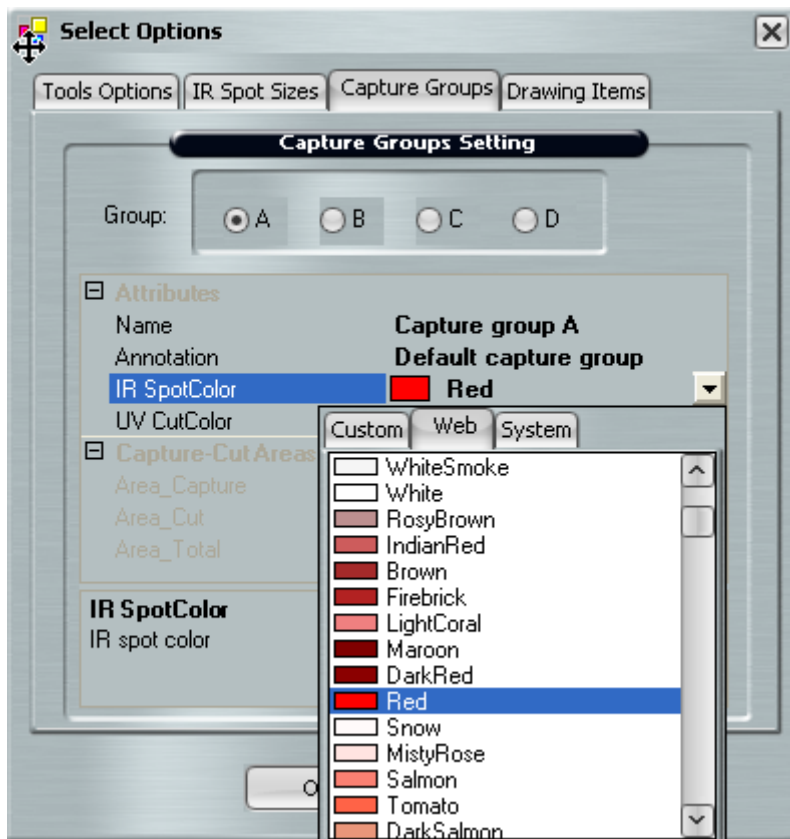 Select Options
Tools Options IR Spot Sizes Capture Groups Drawing Items
Capture Groups Setting
Group: A B C D
Attributes
Name Capture group A
Annotation Default capture group
IR SpotColor Red
UV CutColor
Custom Web System
Capture-Cut Areas
Area_Capture
Area_Cut
Area_Total
IR SpotColor
IR spot color
WhiteSmoke
White
RosyBrown
IndianRed
Brown
Firebrick
LightCoral
Maroon
DarkRed
Red
Snow
MistyRose
Salmon
Tomato
DarkSalmon